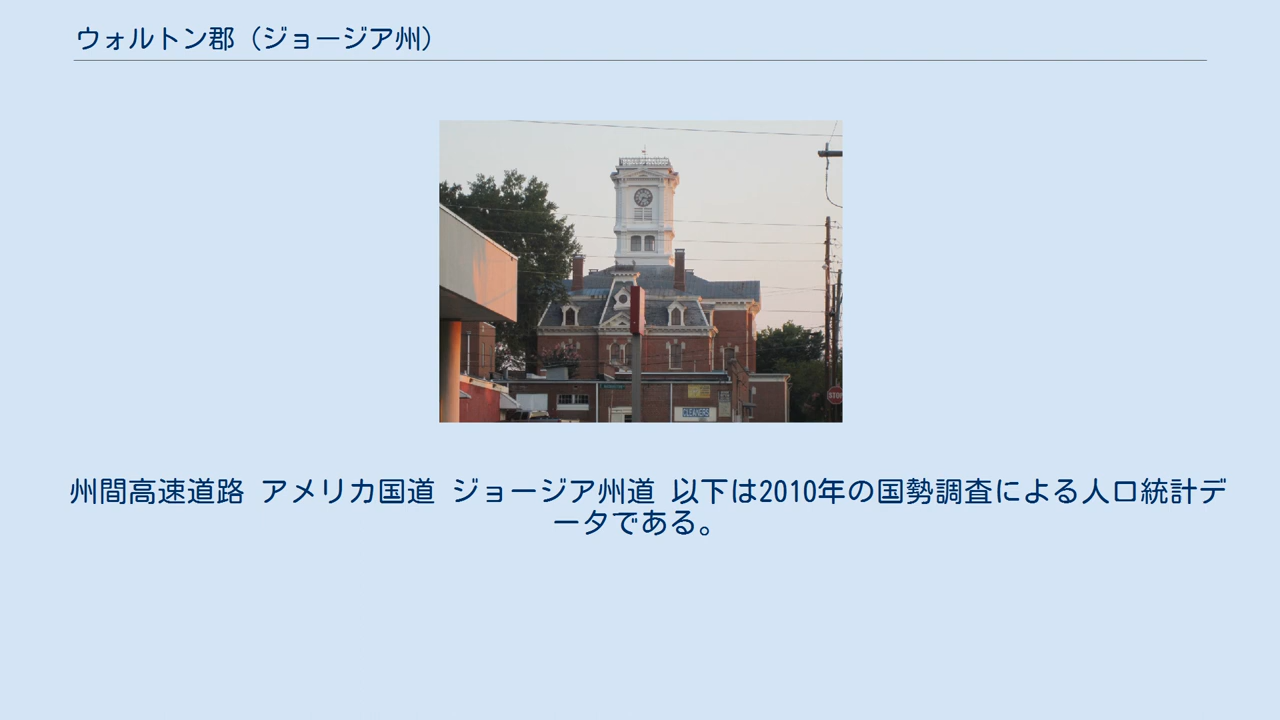 ウォルトン郡（ジョージア州）
CLEANERS
STOP
州間高速道路 アメリカ国道 ジョージア州道 以下は2010年の国勢調査による人口統計デ
ータである。